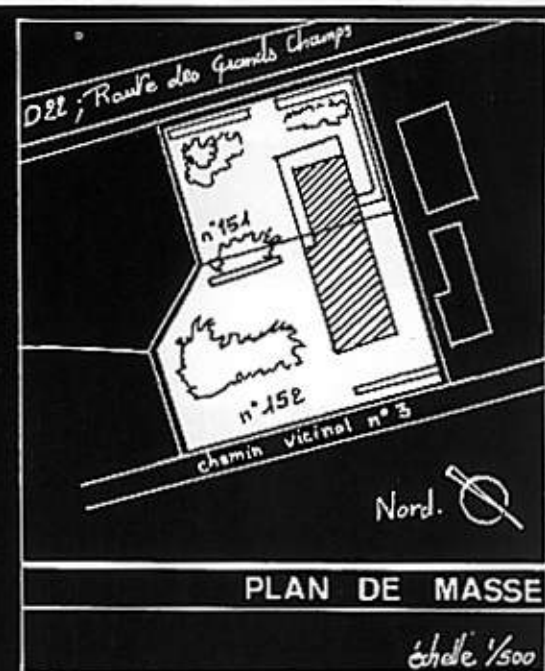 D22 ; Route des Grands Champs
n°151
n°152
chemin vicinal n° 3
Nord.
PLAN DE MASSE
échelle 1/500